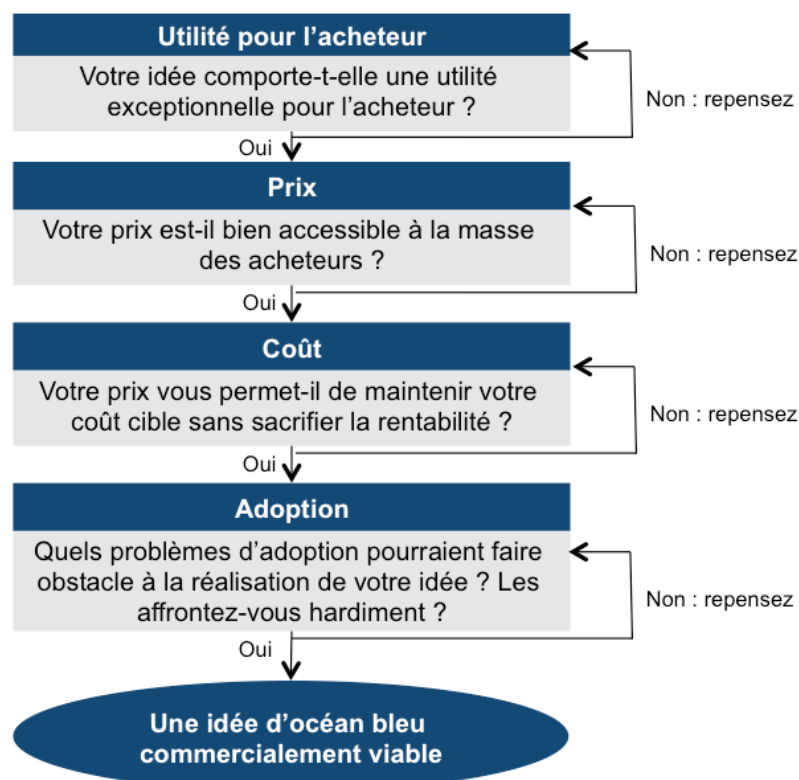 Utilité pour l'acheteur
Votre idée comporte-t-elle une utilité
exceptionnelle pour l'acheteur ?
Non : repensez
Oui
Prix
Votre prix est-il bien accessible à la masse
des acheteurs ?
Non : repensez
Oui
Coût
Votre prix vous permet-il de maintenir votre
coût cible sans sacrifier la rentabilité ?
Non : repensez
Oui
Adoption
Quels problèmes d'adoption pourraient faire
obstacle à la réalisation de votre idée ? Les
affrontez-vous hardiment ?
Non : repensez
Oui
Une idée d'océan bleu
commercialement viable